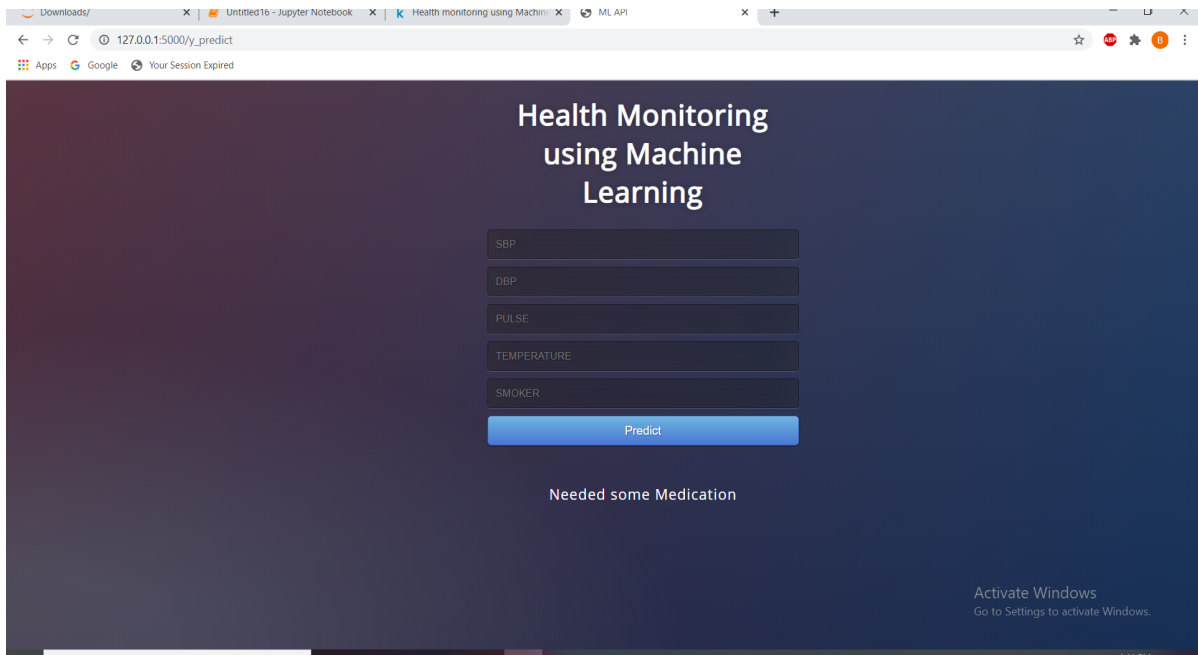 Downloads/
Untitled16 - Jupyter Notebook
Health monitoring using Machin
ML API
127.0.0.1:5000/y_predict
ABP
B
Apps
Google
Your Session Expired
Health Monitoring
using Machine
Learning
SBP
DBP
PULSE
TEMPERATURE
SMOKER
Predict
Needed some Medication
Activate Windows
Go to Settings to activate Windows.